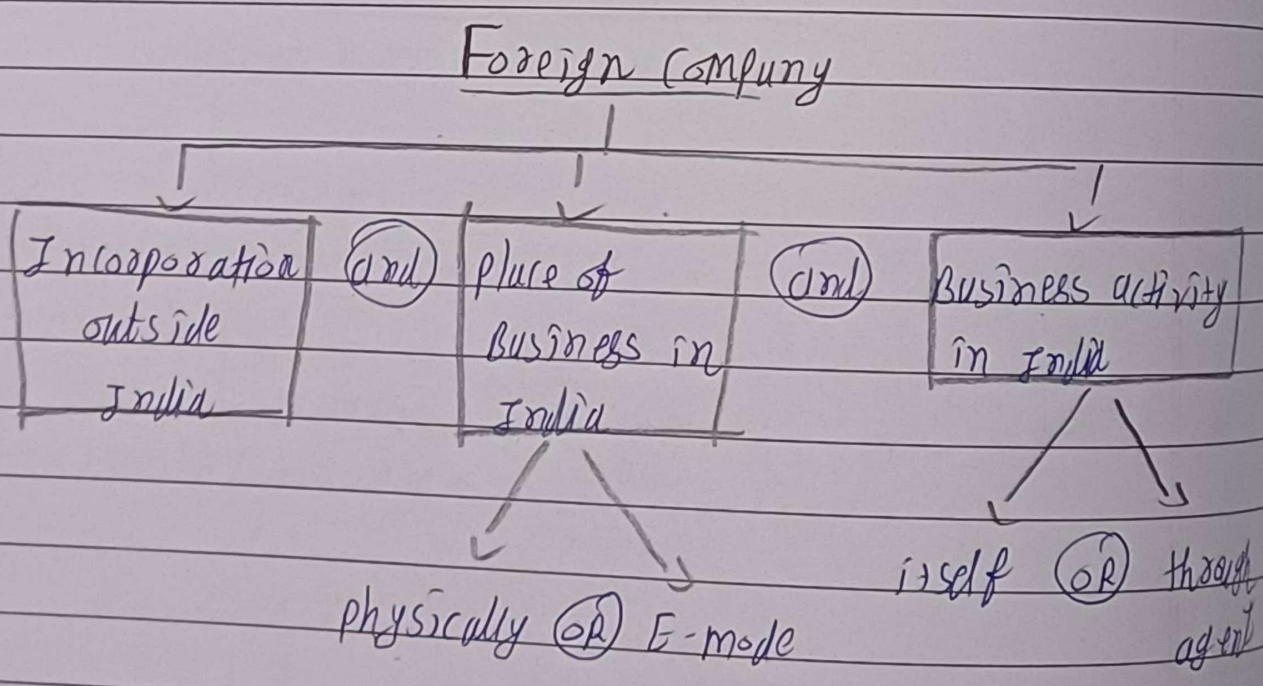 Foreign Company
Incorporation
outside
India
and
place of
Business in
India
and
Business activity
in India
physically OR E-mode
itself OR through
agent